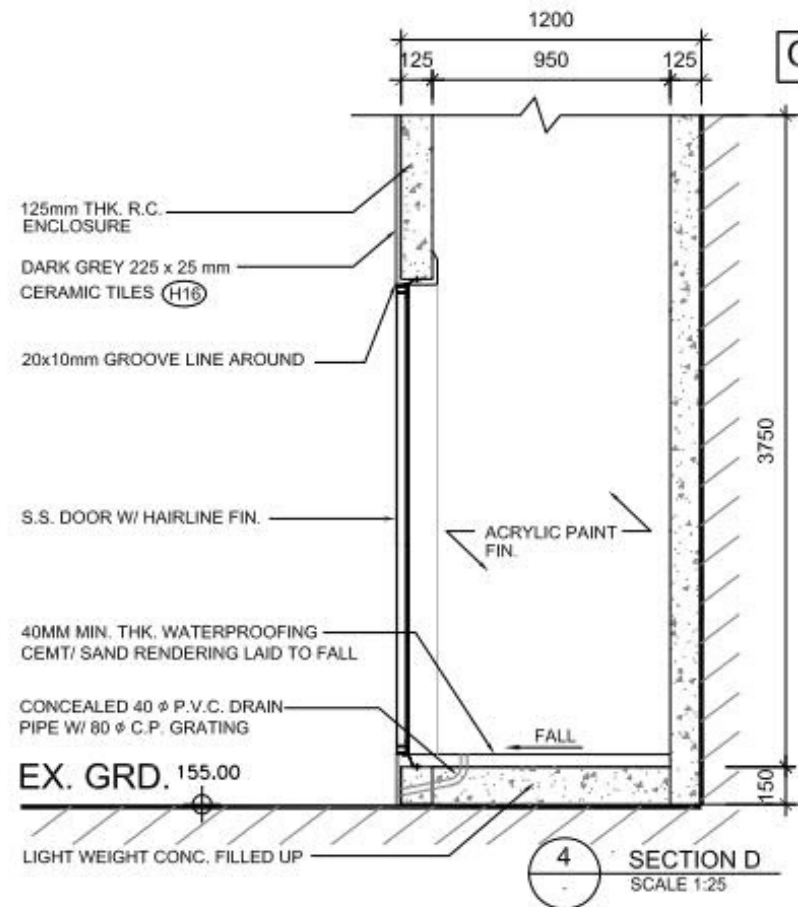 1200
125 950 125
125mm THK. R.C.
ENCLOSURE
DARK GREY 225 x 25 mm
CERAMIC TILES H16
20x10mm GROOVE LINE AROUND
3750
S.S. DOOR W/ HAIRLINE FIN.
ACRYLIC PAINT
FIN.
40MM MIN. THK. WATERPROOFING
CEMT/ SAND RENDERING LAID TO FALL
CONCEALED 40 φ P.V.C. DRAIN
PIPE W/ 80 φ C.P. GRATING
FALL
EX. GRD. 155.00
150
LIGHT WEIGHT CONC. FILLED UP
4 SECTION D
- SCALE 1:25